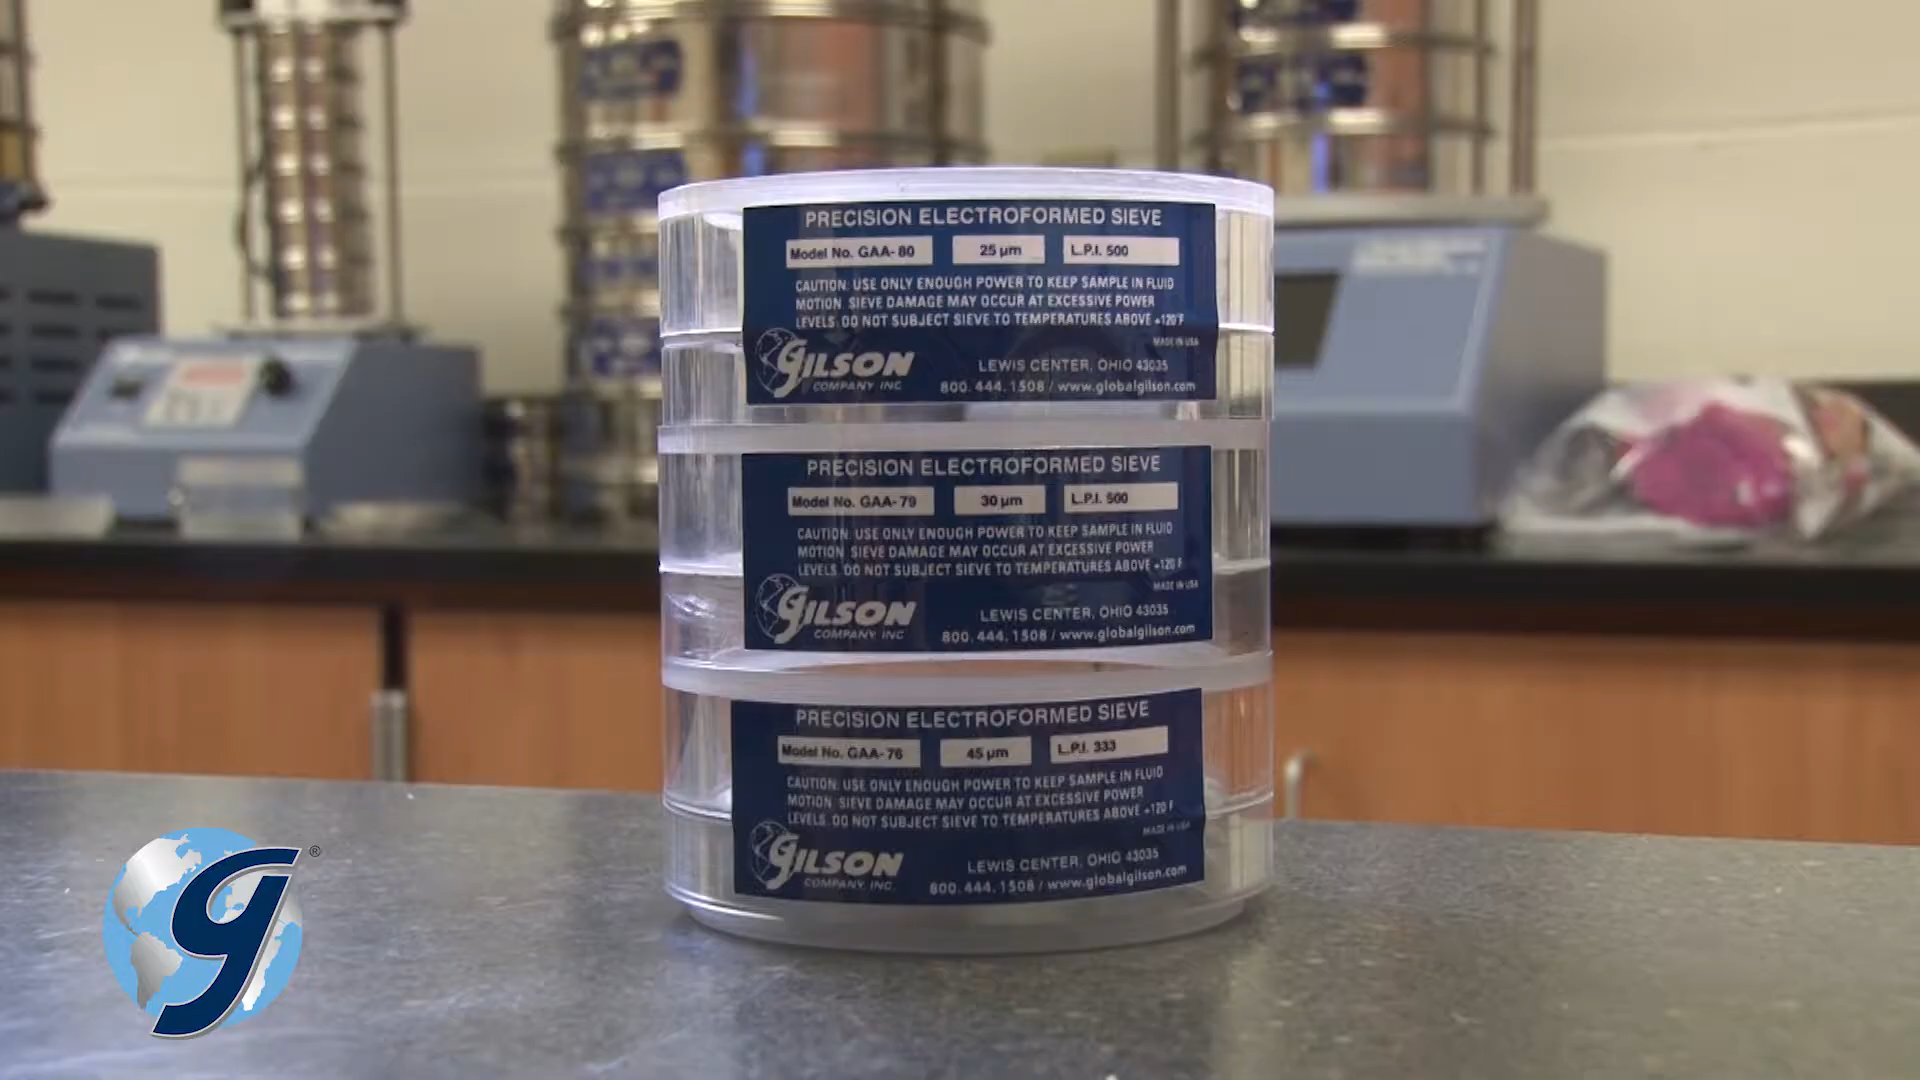 PRECISION ELECTROFORMED SIEVE
Model No. GAA-80 25 µm L.P.I. 500
CAUTION: USE ONLY ENOUGH POWER TO KEEP SAMPLE IN FLUID
MOTION SIEVE DAMAGE MAY OCCUR AT EXCESSIVE POWER
LEVELS. DO NOT SUBJECT SIEVE TO TEMPERATURES ABOVE +120°F
MADE IN USA
GILSON
COMPANY INC
LEWIS CENTER, OHIO 43035
800.444.1508 / www.globalgilson.com
PRECISION ELECTROFORMED SIEVE
Model No. GAA-79 30 µm L.P.I. 500
CAUTION: USE ONLY ENOUGH POWER TO KEEP SAMPLE IN FLUID
MOTION SIEVE DAMAGE MAY OCCUR AT EXCESSIVE POWER
LEVELS. DO NOT SUBJECT SIEVE TO TEMPERATURES ABOVE +120°F
MADE IN USA
GILSON
COMPANY INC
LEWIS CENTER, OHIO 43035
800.444.1508 / www.globalgilson.com
PRECISION ELECTROFORMED SIEVE
Model No. GAA-76 45 µm L.P.I. 333
CAUTION: USE ONLY ENOUGH POWER TO KEEP SAMPLE IN FLUID
MOTION SIEVE DAMAGE MAY OCCUR AT EXCESSIVE POWER
LEVELS. DO NOT SUBJECT SIEVE TO TEMPERATURES ABOVE +120°F
MADE IN USA
GILSON
COMPANY INC.
LEWIS CENTER, OHIO 43035
800.444.1508 / www.globalgilson.com
g®